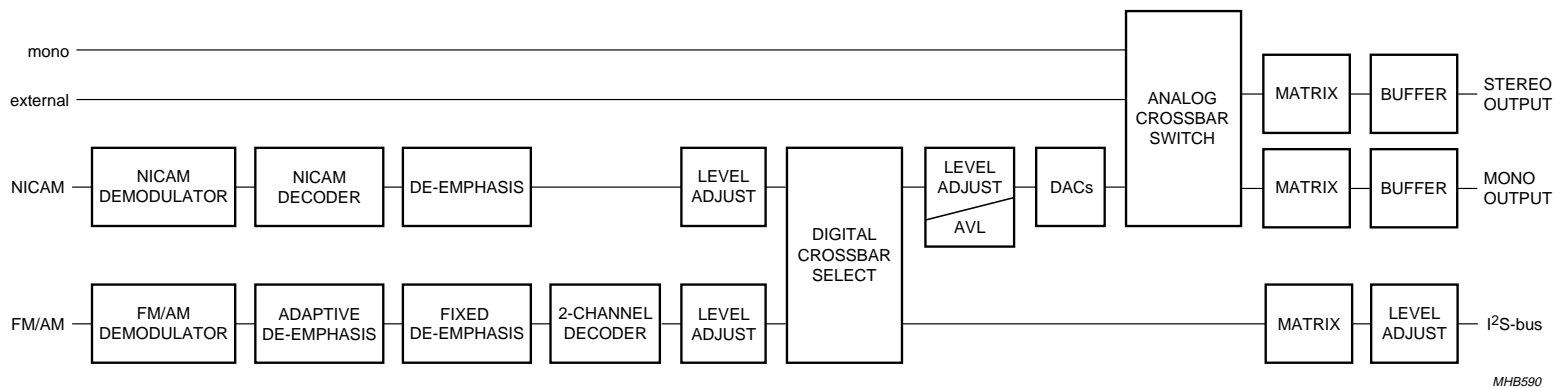 mono
external
ANALOG
CROSSBAR
SWITCH
MATRIX
BUFFER
STEREO
OUTPUT
NICAM
NICAM
DEMODULATOR
NICAM
DECODER
DE-EMPHASIS
LEVEL
ADJUST
DIGITAL
CROSSBAR
SELECT
LEVEL
ADJUST
AVL
DACs
MATRIX
BUFFER
MONO
OUTPUT
FM/AM
FM/AM
DEMODULATOR
ADAPTIVE
DE-EMPHASIS
FIXED
DE-EMPHASIS
2-CHANNEL
DECODER
LEVEL
ADJUST
MATRIX
LEVEL
ADJUST
I²S-bus
MHB590